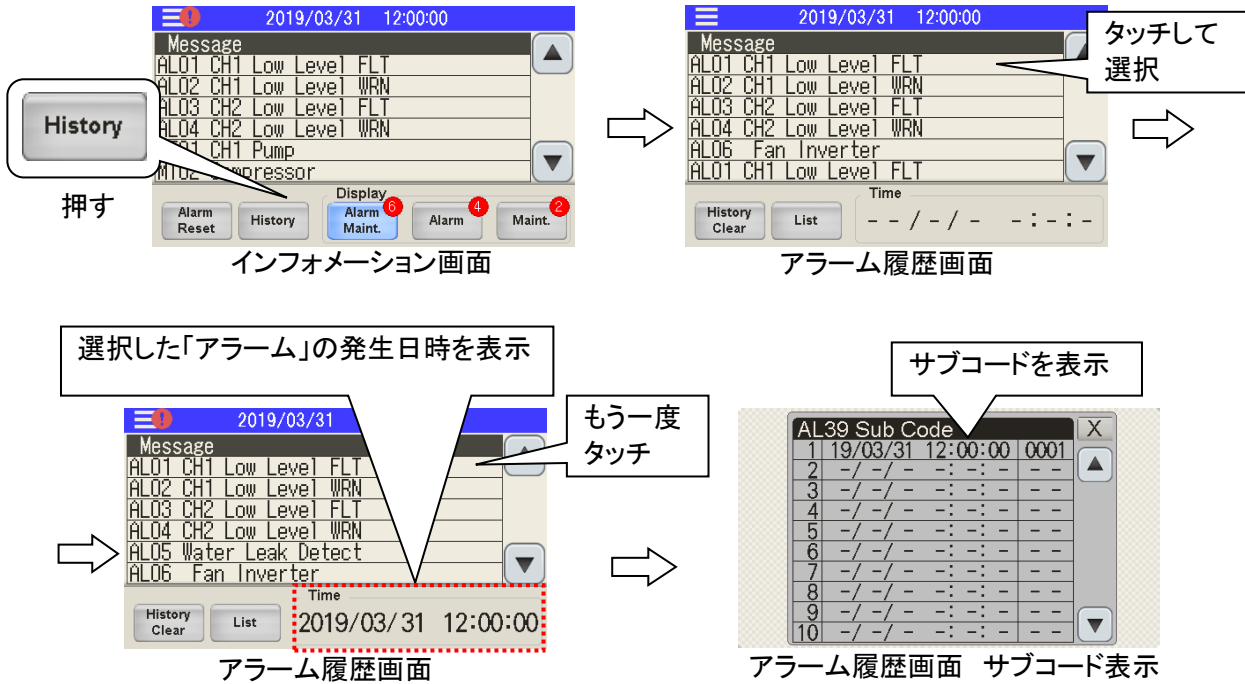 2019/03/31 12:00:00
Message
AL01 CH1 Low Level FLT
AL02 CH1 Low Level WRN
AL03 CH2 Low Level FLT
AL04 CH2 Low Level WRN
CH1 Pump
Display
Alarm Reset
History
Alarm Maint.
6
Alarm
4
Maint.
2
History
押す
インフォメーション画面
2019/03/31 12:00:00
Message
AL01 CH1 Low Level FLT
AL02 CH1 Low Level WRN
AL03 CH2 Low Level FLT
AL04 CH2 Low Level WRN
AL06 Fan Inverter
AL01 CH1 Low Level FLT
Time
History Clear
List
--/-/- -:-:-
タッチして
選択
アラーム履歴画面
選択した「アラーム」の発生日時を表示
2019/03/31
Message
AL01 CH1 Low Level FLT
AL02 CH1 Low Level WRN
AL03 CH2 Low Level FLT
AL04 CH2 Low Level WRN
AL05 Water Leak Detect
AL06 Fan Inverter
Time
History Clear
List
2019/03/31 12:00:00
もう一度
タッチ
アラーム履歴画面
サブコードを表示
AL39 Sub Code
X
1 19/03/31 12:00:00 0001
2 -/ -/ - -: -: - - -
3 -/ -/ - -: -: - - -
4 -/ -/ - -: -: - - -
5 -/ -/ - -: -: - - -
6 -/ -/ - -: -: - - -
7 -/ -/ - -: -: - - -
8 -/ -/ - -: -: - - -
9 -/ -/ - -: -: - - -
10 -/ -/ - -: -: - - -
アラーム履歴画面 サブコード表示